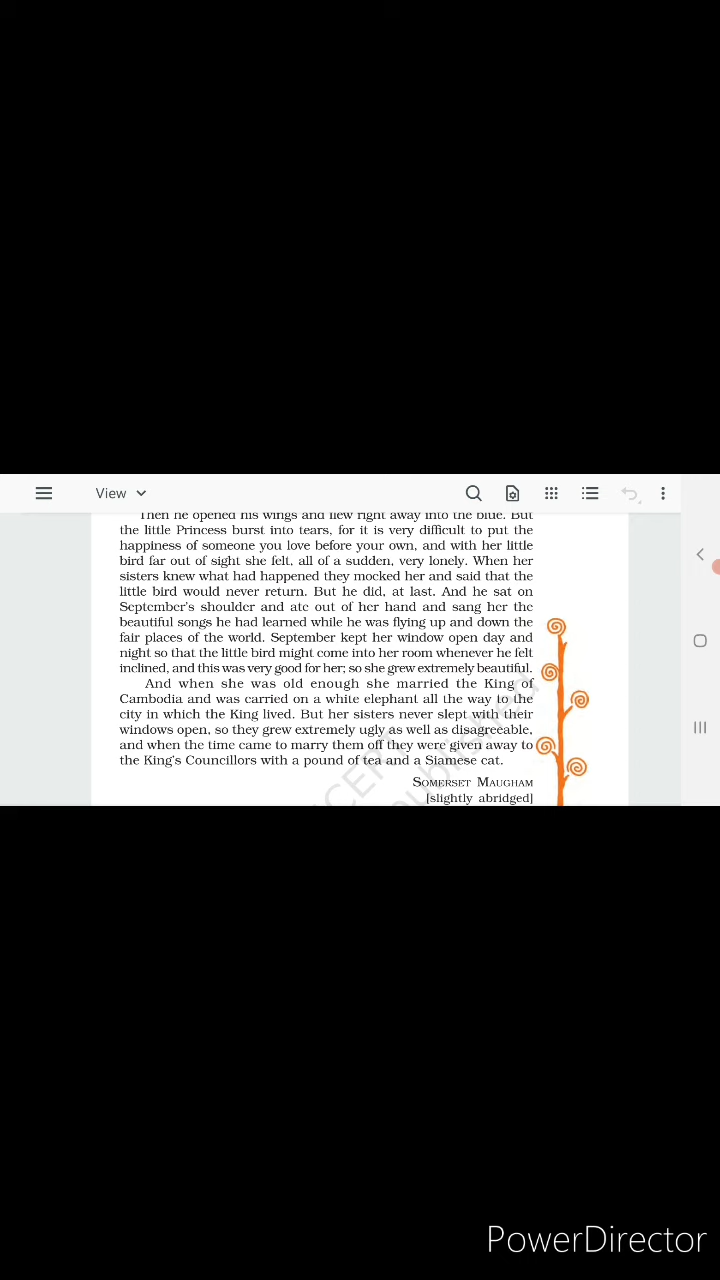 View
Then he opened his wings and flew right away into the blue. But
the little Princess burst into tears, for it is very difficult to put the
happiness of someone you love before your own, and with her little
bird far out of sight she felt, all of a sudden, very lonely. When her
sisters knew what had happened they mocked her and said that the
little bird would never return. But he did, at last. And he sat on
September's shoulder and ate out of her hand and sang her the
beautiful songs he had learned while he was flying up and down the
fair places of the world. September kept her window open day and
night so that the little bird might come into her room whenever he felt
inclined, and this was very good for her; so she grew extremely beautiful.
And when she was old enough she married the King of
Cambodia and was carried on a white elephant all the way to the
city in which the King lived. But her sisters never slept with their
windows open, so they grew extremely ugly as well as disagreeable,
and when the time came to marry them off they were given away to
the King's Councillors with a pound of tea and a Siamese cat.
SOMERSET MAUGHAM
[slightly abridged]
published
PowerDirector